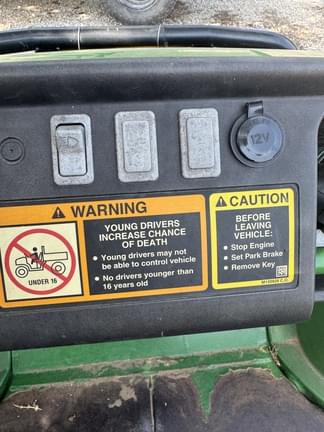 12V
WARNING
YOUNG DRIVERS
INCREASE CHANCE
OF DEATH
• Young drivers may not
be able to control vehicle
• No drivers younger than
16 years old
UNDER 16
CAUTION
BEFORE
LEAVING
VEHICLE:
• Stop Engine
• Set Park Brake
• Remove Key